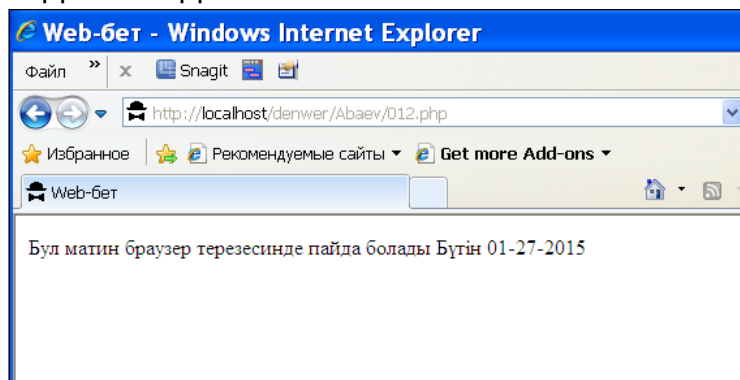 Web-бет - Windows Internet Explorer
Файл » x Snagit
http://localhost/denwer/Abaev/012.php
Избранное Рекомендуемые сайты Get more Add-ons
Web-бет
Бул матин браузер терезесинде пайда болады Бүтін 01-27-2015